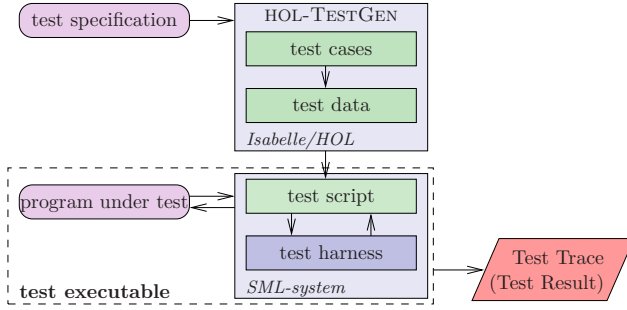 test specification
HOL-TESTGEN
test cases
test data
Isabelle/HOL
program under test
test script
test harness
test executable
SML-system
Test Trace
(Test Result)